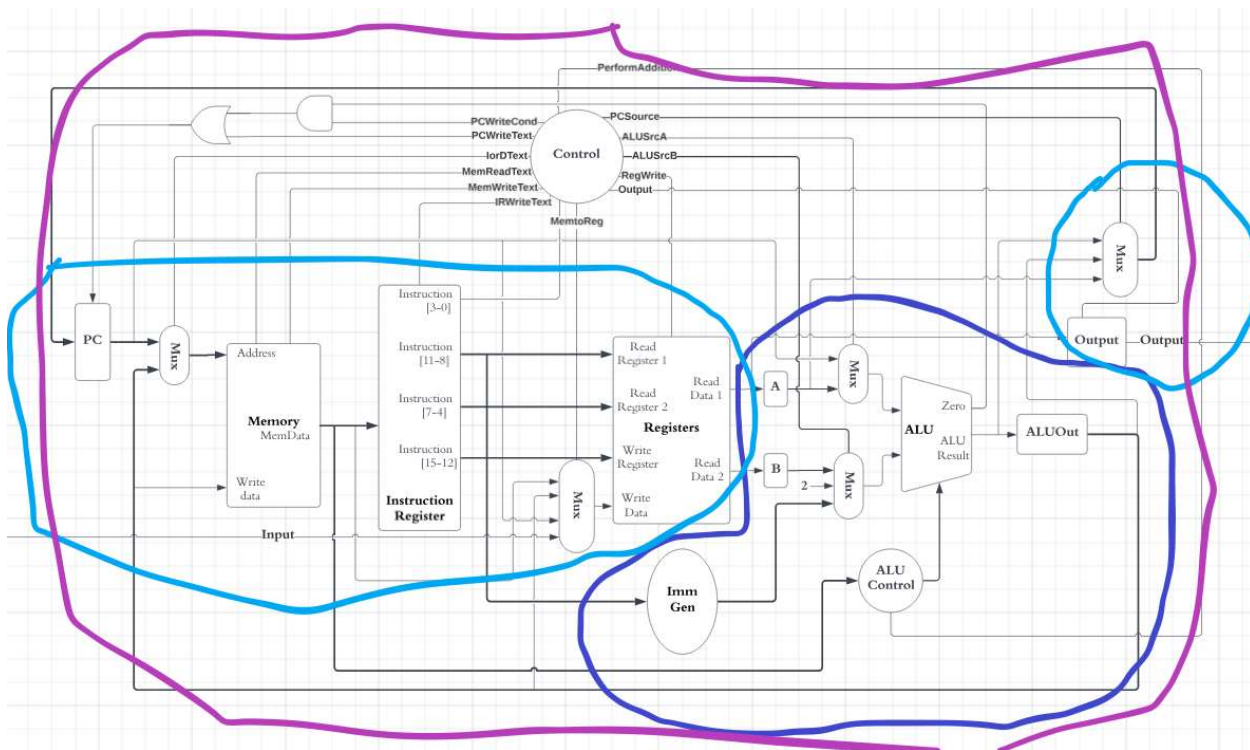 PerformAddition
PCWriteCond
PCWriteText
IorDText
MemReadText
MemWriteText
IRWriteText
MemtoReg
Control
PCSource
ALUSrcA
ALUSrcB
RegWrite
Output
PC
Mux
Address
Memory
MemData
Write
data
Input
Instruction
[3-0]
Instruction
[11-8]
Instruction
[7-4]
Instruction
[15-12]
Instruction
Register
Mux
Read
Register 1
Read
Register 2
Registers
Write
Register
Write
Data
Read
Data 1
Read
Data 2
A
B
2
Mux
Mux
Imm
Gen
ALU
Zero
ALU
Result
ALU
Control
ALUOut
Mux
Output
Output